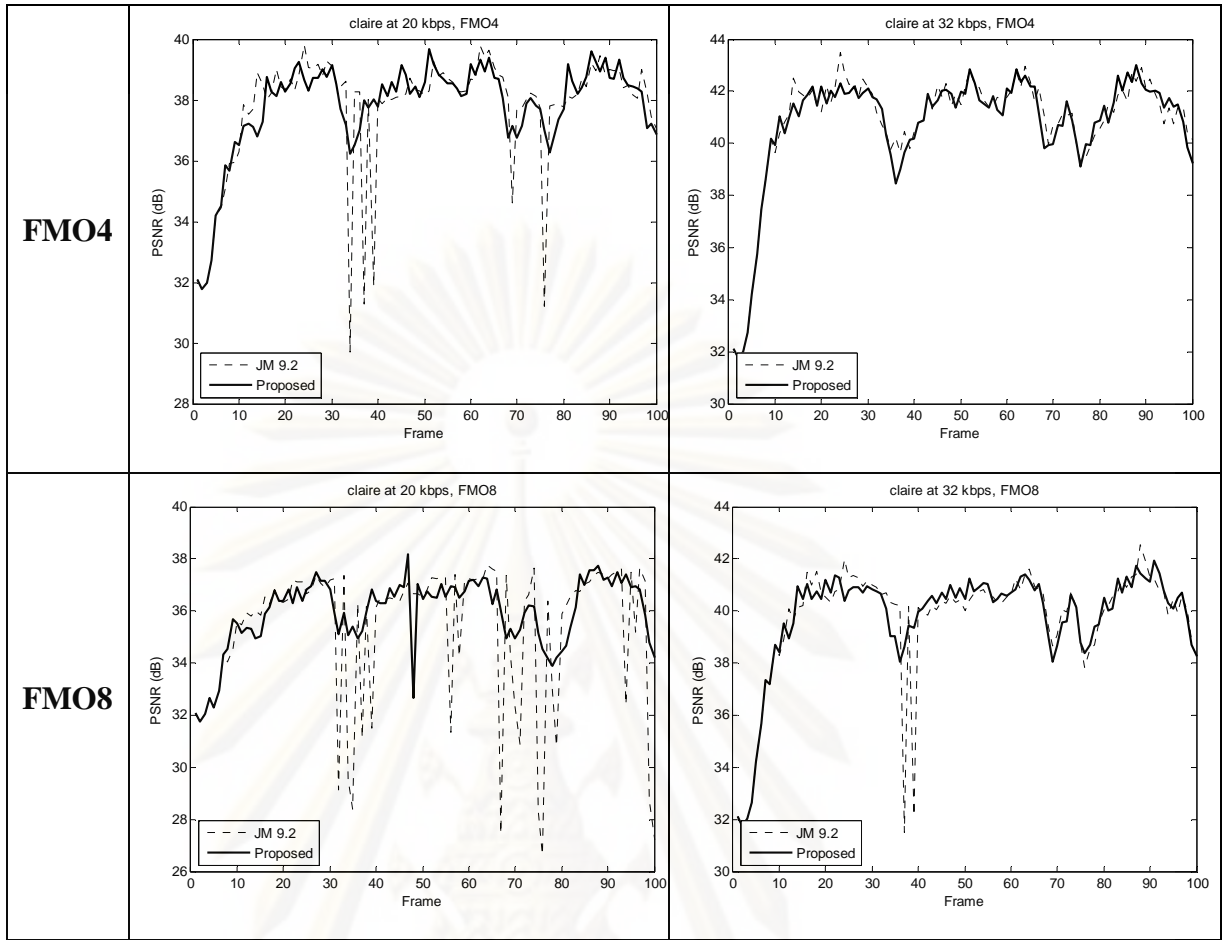 FMO4
claire at 20 kbps, FMO4
PSNR (dB)
40
38
36
34
32
30
28
0 10 20 30 40 50 60 70 80 90 100
Frame
JM 9.2
Proposed
claire at 32 kbps, FMO4
PSNR (dB)
44
42
40
38
36
34
32
30
0 10 20 30 40 50 60 70 80 90 100
Frame
JM 9.2
Proposed
FMO8
claire at 20 kbps, FMO8
PSNR (dB)
40
38
36
34
32
30
28
26
0 10 20 30 40 50 60 70 80 90 100
Frame
JM 9.2
Proposed
claire at 32 kbps, FMO8
PSNR (dB)
44
42
40
38
36
34
32
30
0 10 20 30 40 50 60 70 80 90 100
Frame
JM 9.2
Proposed